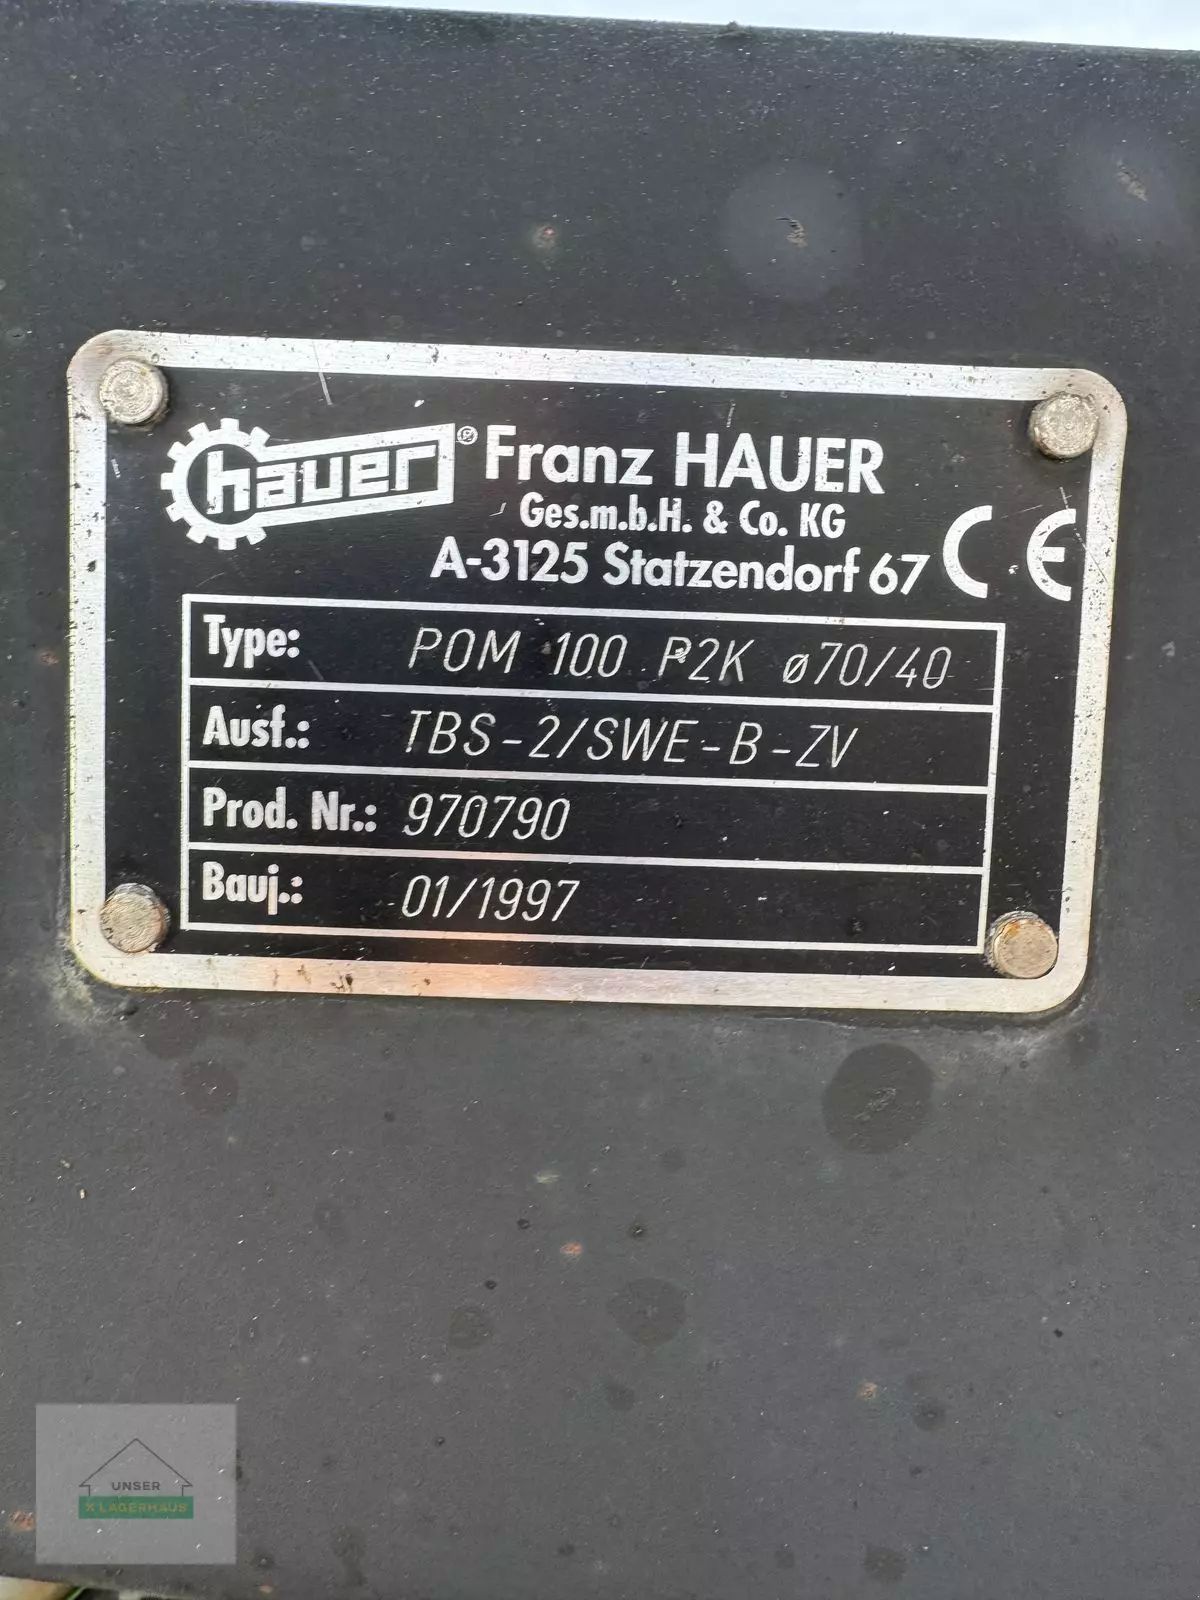 hauer® Franz HAUER
Ges.m.b.H. & Co. KG
A-3125 Statzendorf 67 CE
Type: POM 100 P2K ø70/40
Ausf.: TBS-2/SWE-B-ZV
Prod. Nr.: 970790
Bauj.: 01/1997
UNSER
X LAGERHAUS